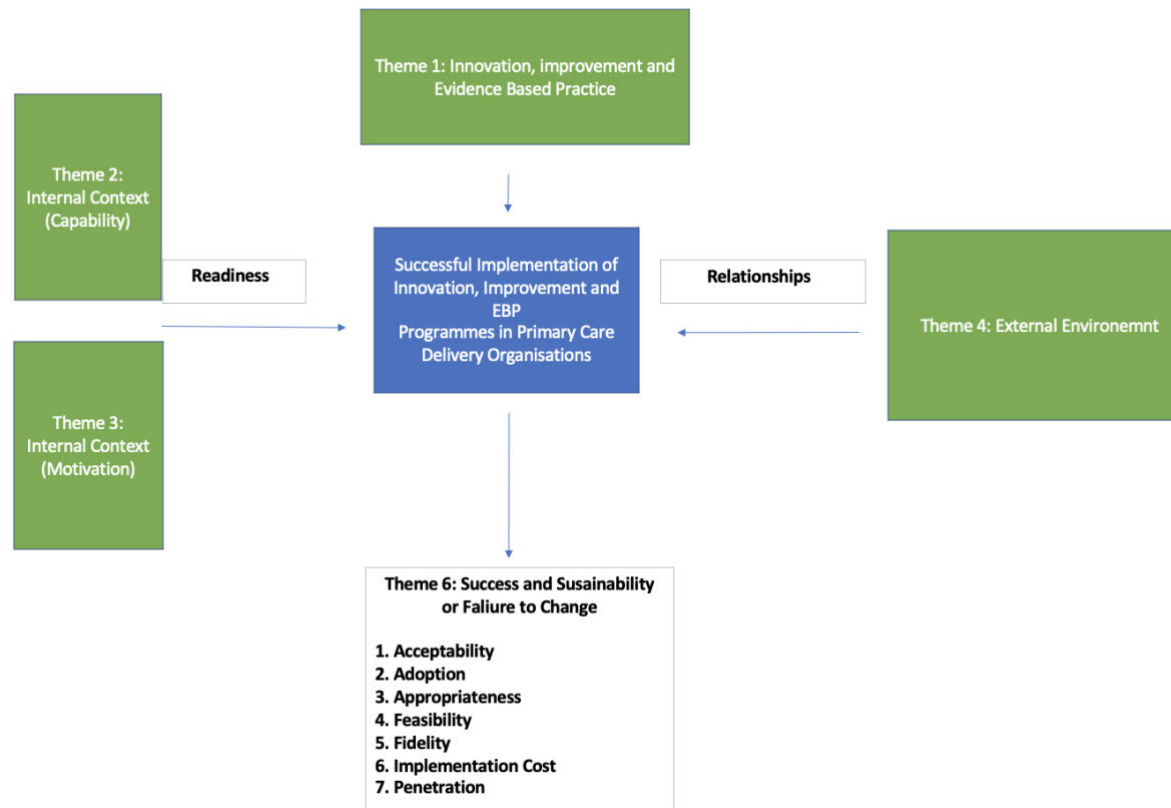 Theme 1: Innovation, improvement and
Evidence Based Practice
Theme 2:
Internal Context
(Capability)
Readiness
Successful Implementation of
Innovation, Improvement and
EBP
Programmes in Primary Care
Delivery Organisations
Relationships
Theme 4: External Environemnt
Theme 3:
Internal Context
(Motivation)
Theme 6: Success and Susainability
or Faliure to Change
1. Acceptability
2. Adoption
3. Appropriateness
4. Feasibility
5. Fidelity
6. Implementation Cost
7. Penetration